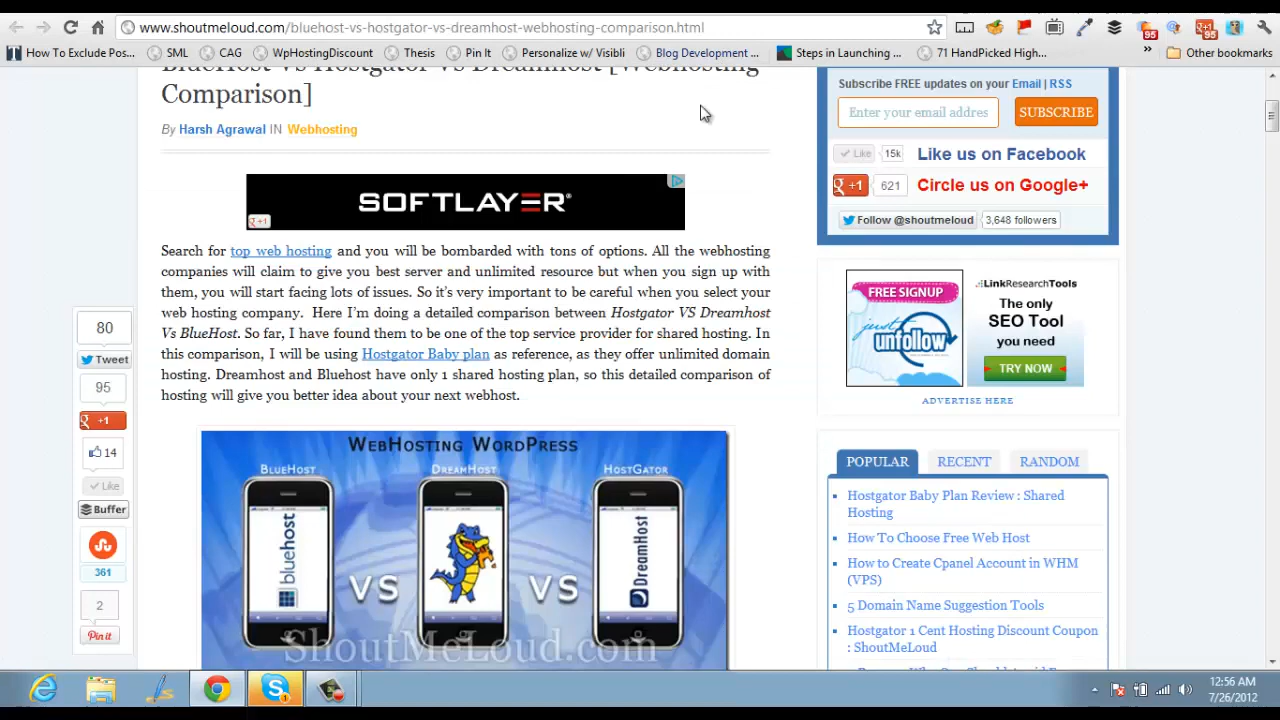 www.shoutmeloud.com/bluehost-vs-hostgator-vs-dreamhost-webhosting-comparison.html
95
95
How To Exclude Pos...
SML
CAG
WpHostingDiscount
Thesis
Pin It
Personalize w/ Visibli
Blog Development ...
Steps in Launching ...
71 HandPicked High...
»
Other bookmarks
BlueHost Vs Hostgator Vs Dreamhost [Webhosting
Comparison]
By Harsh Agrawal IN Webhosting
SOFTLAYER®
+1
Search for top web hosting and you will be bombarded with tons of options. All the webhosting
companies will claim to give you best server and unlimited resource but when you sign up with
them, you will start facing lots of issues. So it's very important to be careful when you select your
web hosting company. Here I'm doing a detailed comparison between Hostgator VS Dreamhost
Vs BlueHost. So far, I have found them to be one of the top service provider for shared hosting. In
this comparison, I will be using Hostgator Baby plan as reference, as they offer unlimited domain
hosting. Dreamhost and Bluehost have only 1 shared hosting plan, so this detailed comparison of
hosting will give you better idea about your next webhost.
80
Tweet
95
+1
14
Like
Buffer
361
2
Pin it
WebHosting WordPress
BlueHost
DreamHost
HostGator
bluehost
VS
VS
DreamHost
ShoutMeLoud.com
Subscribe FREE updates on your Email | RSS
Enter your email addres
SUBSCRIBE
Like
15k
Like us on Facebook
+1
621
Circle us on Google+
Follow @shoutmeloud
3,648 followers
FREE SIGNUP
just
unfollow
LinkResearchTools
The only
SEO Tool
you need
TRY NOW
ADVERTISE HERE
POPULAR
RECENT
RANDOM
Hostgator Baby Plan Review : Shared
Hosting
How To Choose Free Web Host
How to Create Cpanel Account in WHM
(VPS)
5 Domain Name Suggestion Tools
Hostgator 1 Cent Hosting Discount Coupon
: ShoutMeLoud
12:56 AM
7/26/2012